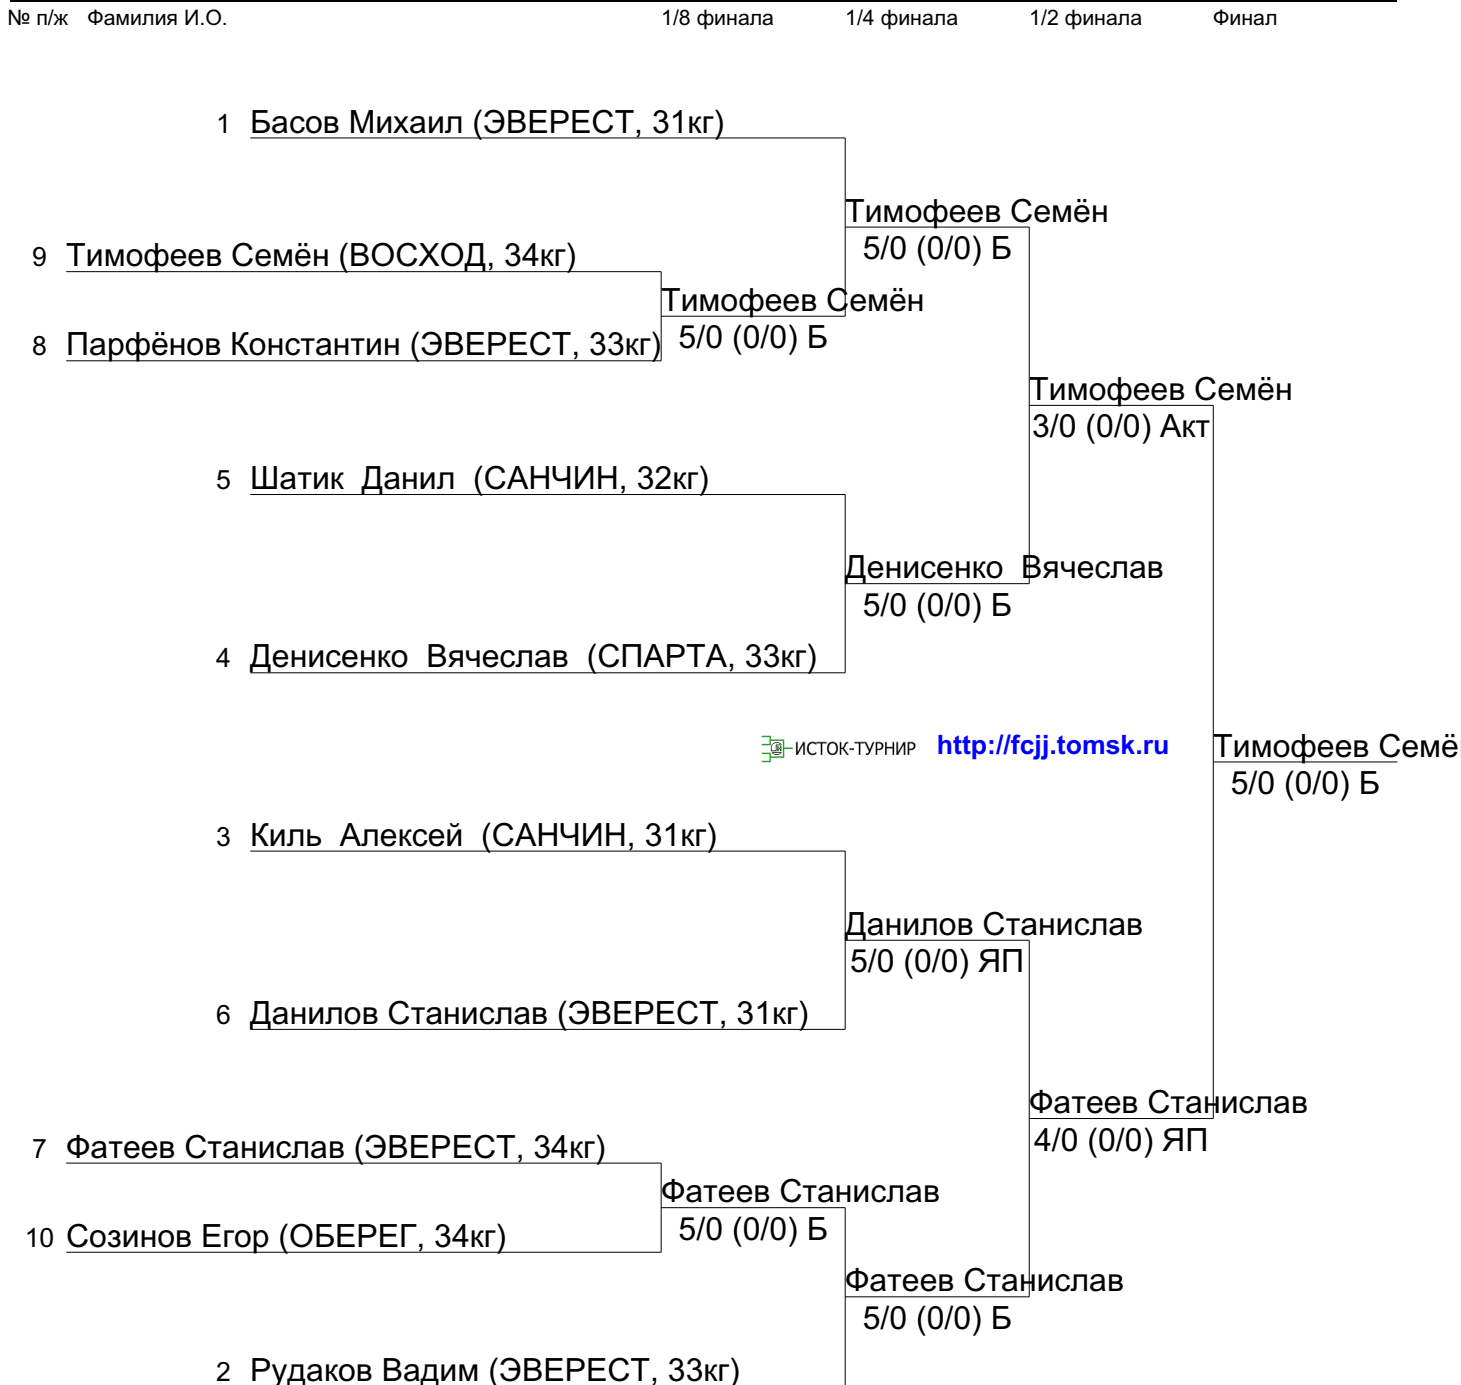 № п/ж Фамилия И.О. 1/8 финала 1/4 финала 1/2 финала Финал
1 Басов Михаил (ЭВЕРЕСТ, 31кг)
Тимофеев Семён
5/0 (0/0) Б
9 Тимофеев Семён (ВОСХОД, 34кг)
Тимофеев Семён
5/0 (0/0) Б
8 Парфёнов Константин (ЭВЕРЕСТ, 33кг)
Тимофеев Семён
3/0 (0/0) Акт
5 Шатик Данил (САНЧИН, 32кг)
Денисенко Вячеслав
5/0 (0/0) Б
4 Денисенко Вячеслав (СПАРТА, 33кг)
ИСТОК-ТУРНИР http://fcjj.tomsk.ru
Тимофеев Семё
5/0 (0/0) Б
3 Киль Алексей (САНЧИН, 31кг)
Данилов Станислав
5/0 (0/0) ЯП
6 Данилов Станислав (ЭВЕРЕСТ, 31кг)
Фатеев Станислав
4/0 (0/0) ЯП
7 Фатеев Станислав (ЭВЕРЕСТ, 34кг)
Фатеев Станислав
5/0 (0/0) Б
10 Созинов Егор (ОБЕРЕГ, 34кг)
Фатеев Станислав
5/0 (0/0) Б
2 Рудаков Вадим (ЭВЕРЕСТ, 33кг)